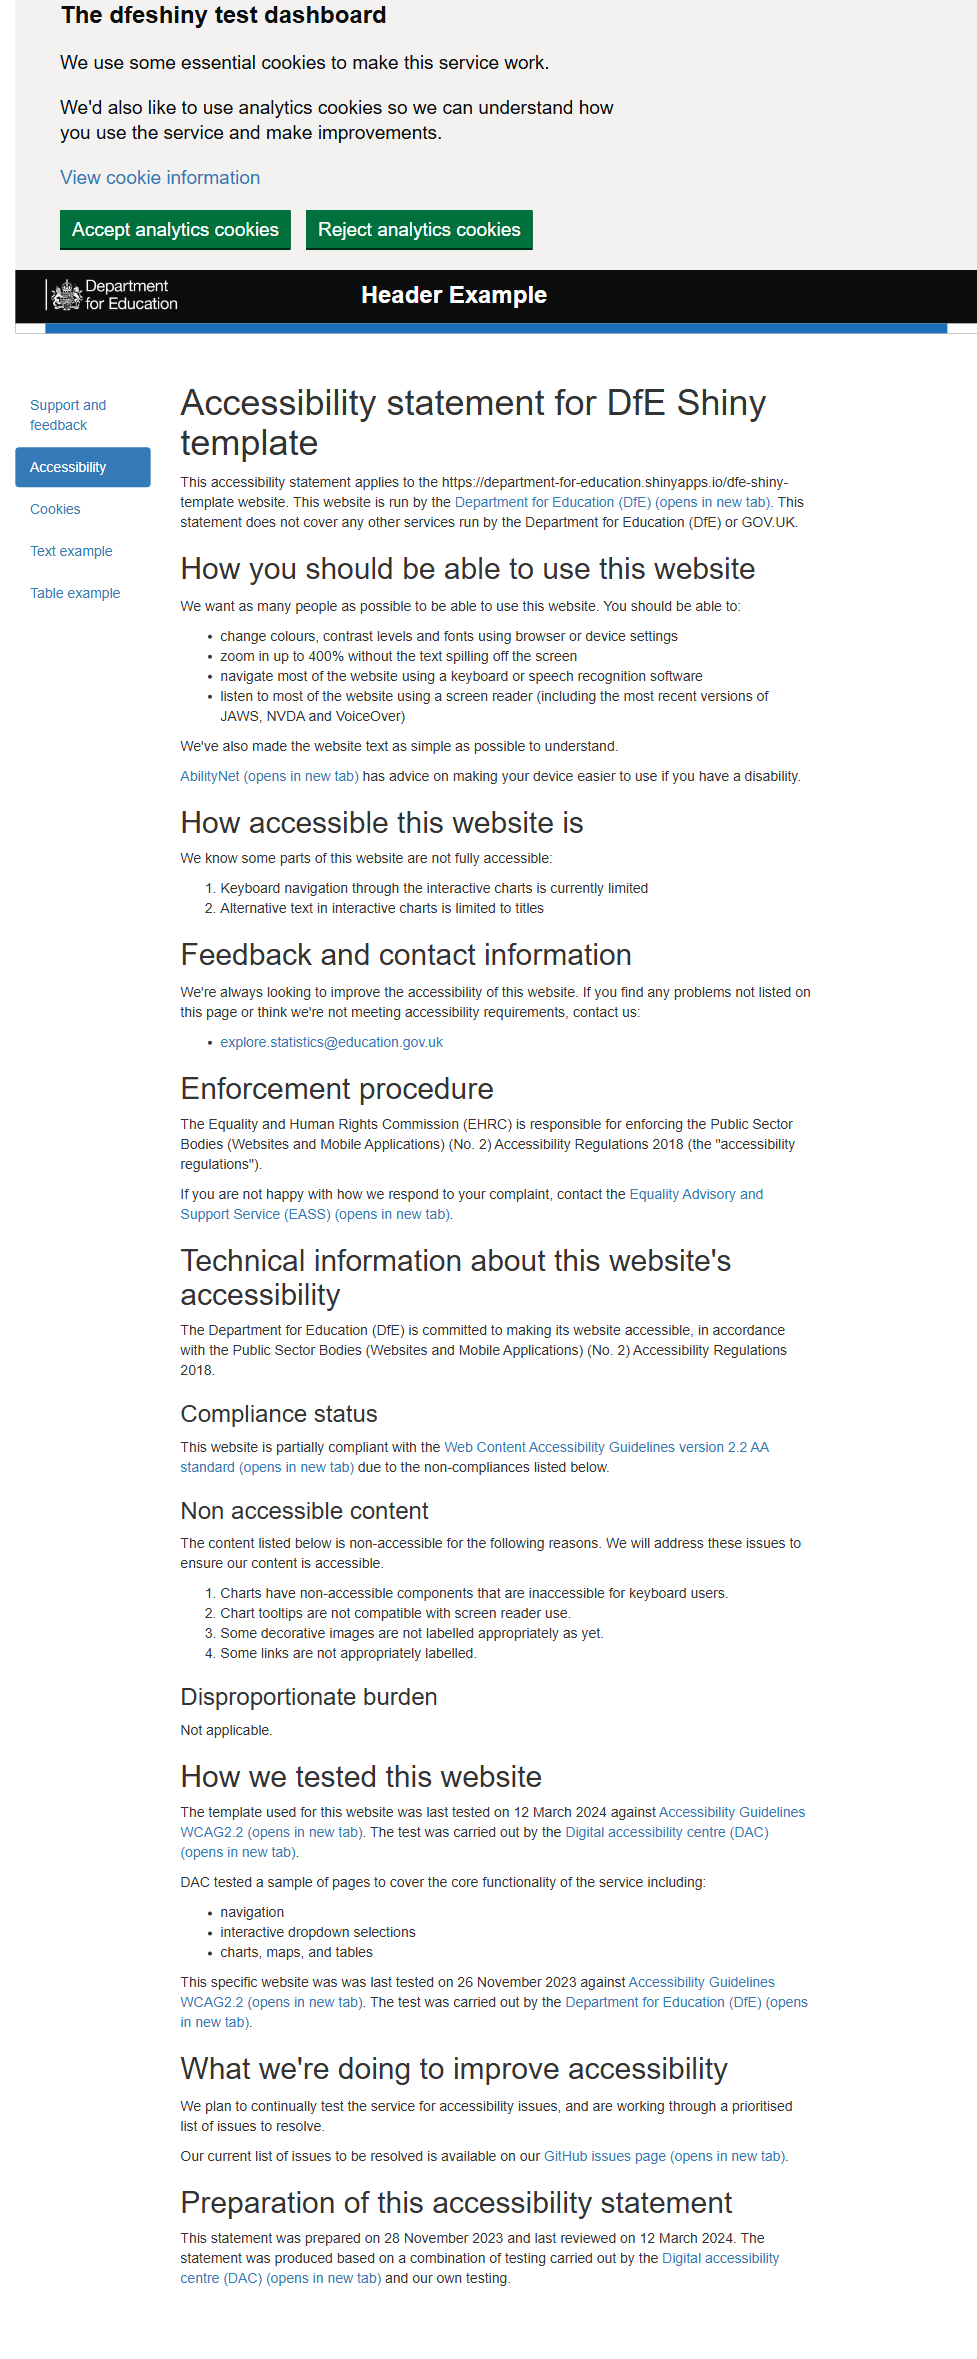 The dfeshiny test dashboard
We use some essential cookies to make this service work.
We'd also like to use analytics cookies so we can understand how
you use the service and make improvements.
View cookie information
Accept analytics cookies
Reject analytics cookies
Department
for Education
Header Example
Support and
feedback
Accessibility
Cookies
Text example
Table example
Accessibility statement for DfE Shiny
template
This accessibility statement applies to the https://department-for-education.shinyapps.io/dfe-shiny-
template website. This website is run by the Department for Education (DfE) (opens in new tab). This
statement does not cover any other services run by the Department for Education (DfE) or GOV.UK.
How you should be able to use this website
We want as many people as possible to be able to use this website. You should be able to:
• change colours, contrast levels and fonts using browser or device settings
• zoom in up to 400% without the text spilling off the screen
• navigate most of the website using a keyboard or speech recognition software
• listen to most of the website using a screen reader (including the most recent versions of
JAWS, NVDA and VoiceOver)
We've also made the website text as simple as possible to understand.
AbilityNet (opens in new tab) has advice on making your device easier to use if you have a disability.
How accessible this website is
We know some parts of this website are not fully accessible:
1. Keyboard navigation through the interactive charts is currently limited
2. Alternative text in interactive charts is limited to titles
Feedback and contact information
We're always looking to improve the accessibility of this website. If you find any problems not listed on
this page or think we're not meeting accessibility requirements, contact us:
• explore.statistics@education.gov.uk
Enforcement procedure
The Equality and Human Rights Commission (EHRC) is responsible for enforcing the Public Sector
Bodies (Websites and Mobile Applications) (No. 2) Accessibility Regulations 2018 (the "accessibility
regulations").
If you are not happy with how we respond to your complaint, contact the Equality Advisory and
Support Service (EASS) (opens in new tab).
Technical information about this website's
accessibility
The Department for Education (DfE) is committed to making its website accessible, in accordance
with the Public Sector Bodies (Websites and Mobile Applications) (No. 2) Accessibility Regulations
2018.
Compliance status
This website is partially compliant with the Web Content Accessibility Guidelines version 2.2 AA
standard (opens in new tab) due to the non-compliances listed below.
Non accessible content
The content listed below is non-accessible for the following reasons. We will address these issues to
ensure our content is accessible.
1. Charts have non-accessible components that are inaccessible for keyboard users.
2. Chart tooltips are not compatible with screen reader use.
3. Some decorative images are not labelled appropriately as yet.
4. Some links are not appropriately labelled.
Disproportionate burden
Not applicable.
How we tested this website
The template used for this website was last tested on 12 March 2024 against Accessibility Guidelines
WCAG2.2 (opens in new tab). The test was carried out by the Digital accessibility centre (DAC)
(opens in new tab).
DAC tested a sample of pages to cover the core functionality of the service including:
• navigation
• interactive dropdown selections
• charts, maps, and tables
This specific website was was last tested on 26 November 2023 against Accessibility Guidelines
WCAG2.2 (opens in new tab). The test was carried out by the Department for Education (DfE) (opens
in new tab).
What we're doing to improve accessibility
We plan to continually test the service for accessibility issues, and are working through a prioritised
list of issues to resolve.
Our current list of issues to be resolved is available on our GitHub issues page (opens in new tab).
Preparation of this accessibility statement
This statement was prepared on 28 November 2023 and last reviewed on 12 March 2024. The
statement was produced based on a combination of testing carried out by the Digital accessibility
centre (DAC) (opens in new tab) and our own testing.